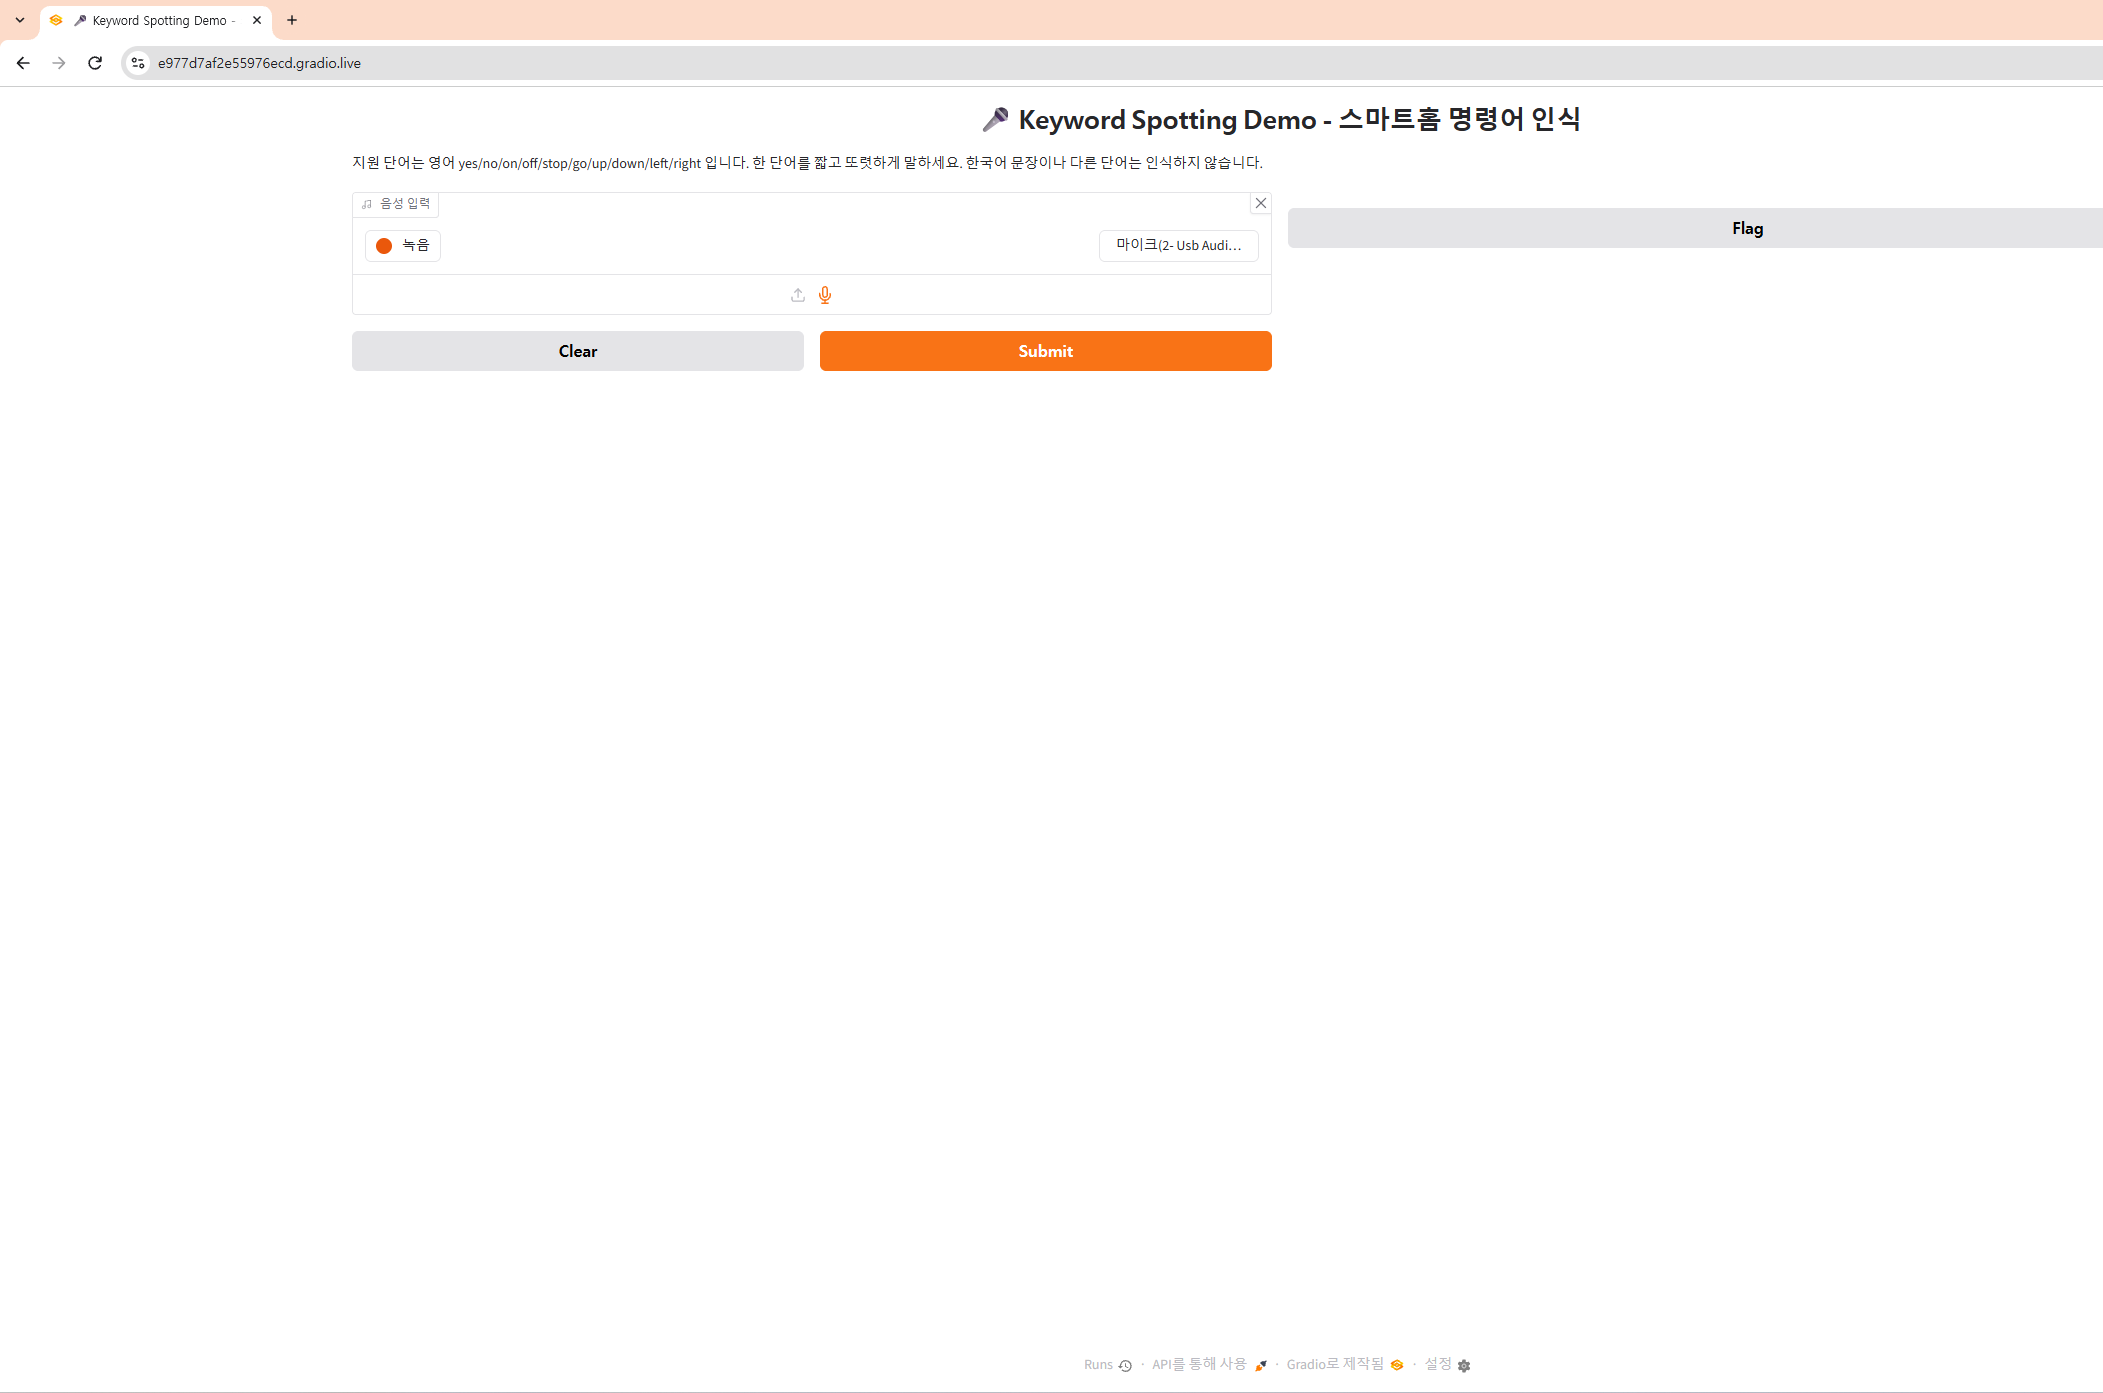 Keyword Spotting Demo -
e977d7af2e55976ecd.gradio.live
Keyword Spotting Demo - 스마트홈 명령어 인식
지원 단어는 영어 yes/no/on/off/stop/go/up/down/left/right 입니다. 한 단어를 짧고 또렷하게 말하세요. 한국어 문장이나 다른 단어는 인식하지 않습니다.
음성 입력
녹음
마이크(2- Usb Audi…
Flag
Clear
Submit
Runs · API를 통해 사용 · Gradio로 제작됨 · 설정